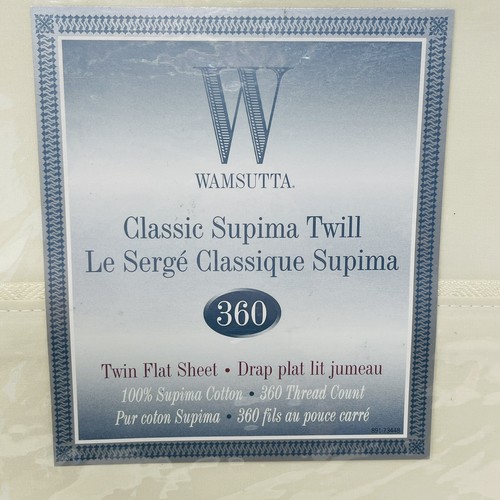 W
WAMSUTTA.
Classic Supima Twill
Le Sergé Classique Supima
360
Twin Flat Sheet • Drap plat lit jumeau
100% Supima Cotton • 360 Thread Count
Pur coton Supima • 360 fils au pouce carré